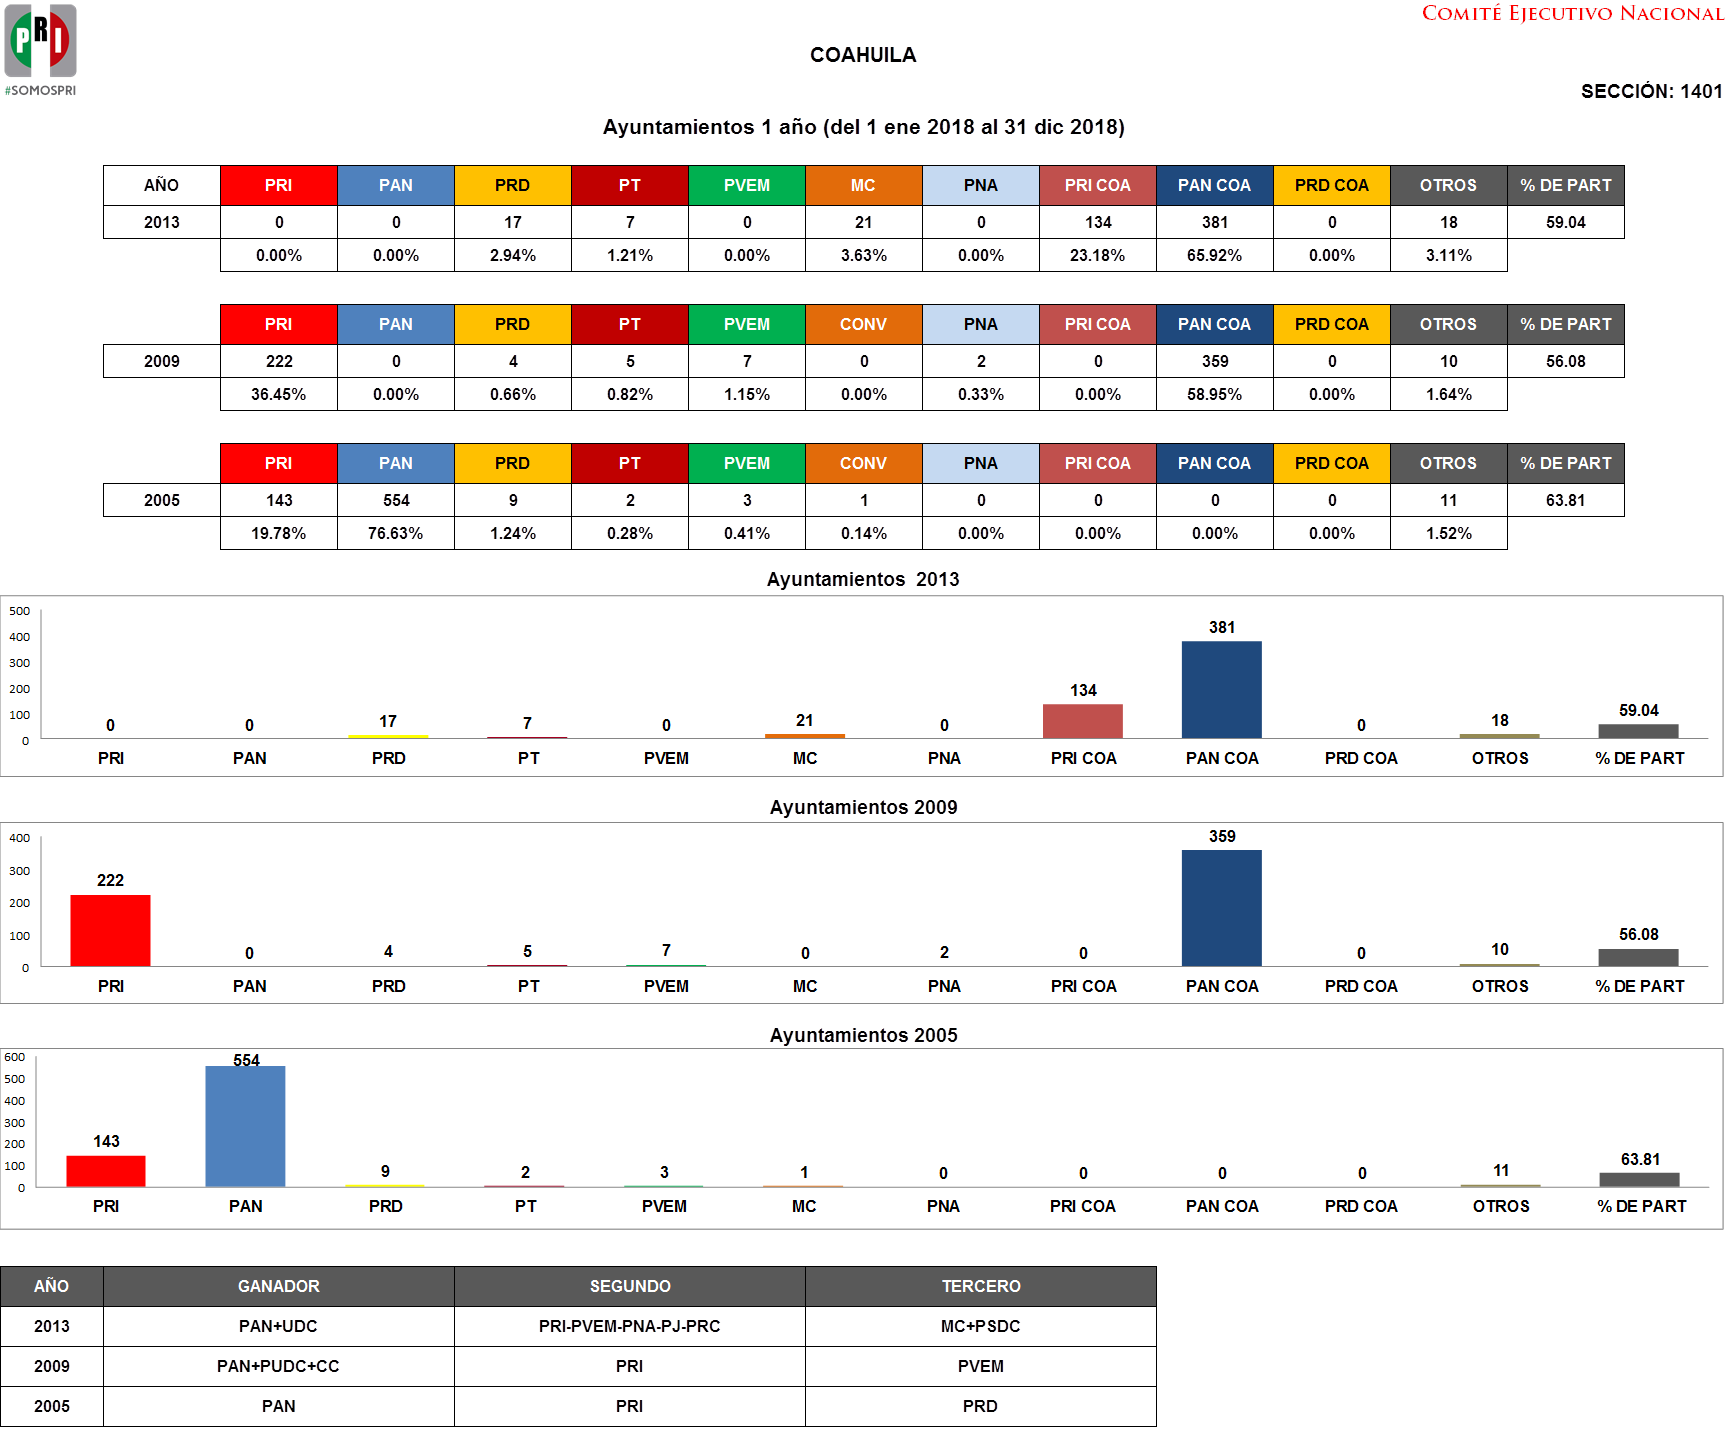 COMITÉ EJECUTIVO NACIONAL
PRI
#SOMOSPRI
COAHUILA
SECCIÓN: 1401
Ayuntamientos 1 año (del 1 ene 2018 al 31 dic 2018)
AÑO PRI PAN PRD PT PVEM MC PNA PRI COA PAN COA PRD COA OTROS % DE PART
2013 0 0 17 7 0 21 0 134 381 0 18 59.04
0.00% 0.00% 2.94% 1.21% 0.00% 3.63% 0.00% 23.18% 65.92% 0.00% 3.11%
PRI PAN PRD PT PVEM CONV PNA PRI COA PAN COA PRD COA OTROS % DE PART
2009 222 0 4 5 7 0 2 0 359 0 10 56.08
36.45% 0.00% 0.66% 0.82% 1.15% 0.00% 0.33% 0.00% 58.95% 0.00% 1.64%
PRI PAN PRD PT PVEM CONV PNA PRI COA PAN COA PRD COA OTROS % DE PART
2005 143 554 9 2 3 1 0 0 0 0 11 63.81
19.78% 76.63% 1.24% 0.28% 0.41% 0.14% 0.00% 0.00% 0.00% 0.00% 1.52%
Ayuntamientos 2013
500
400
300
200
100
0
0 0 17 7 0 21 0 134 381 0 18 59.04
PRI PAN PRD PT PVEM MC PNA PRI COA PAN COA PRD COA OTROS % DE PART
Ayuntamientos 2009
400
300
200
100
0
222 0 4 5 7 0 2 0 359 0 10 56.08
PRI PAN PRD PT PVEM MC PNA PRI COA PAN COA PRD COA OTROS % DE PART
Ayuntamientos 2005
600
500
400
300
200
100
0
143 554 9 2 3 1 0 0 0 0 11 63.81
PRI PAN PRD PT PVEM MC PNA PRI COA PAN COA PRD COA OTROS % DE PART
AÑO GANADOR SEGUNDO TERCERO
2013 PAN+UDC PRI-PVEM-PNA-PJ-PRC MC+PSDC
2009 PAN+PUDC+CC PRI PVEM
2005 PAN PRI PRD